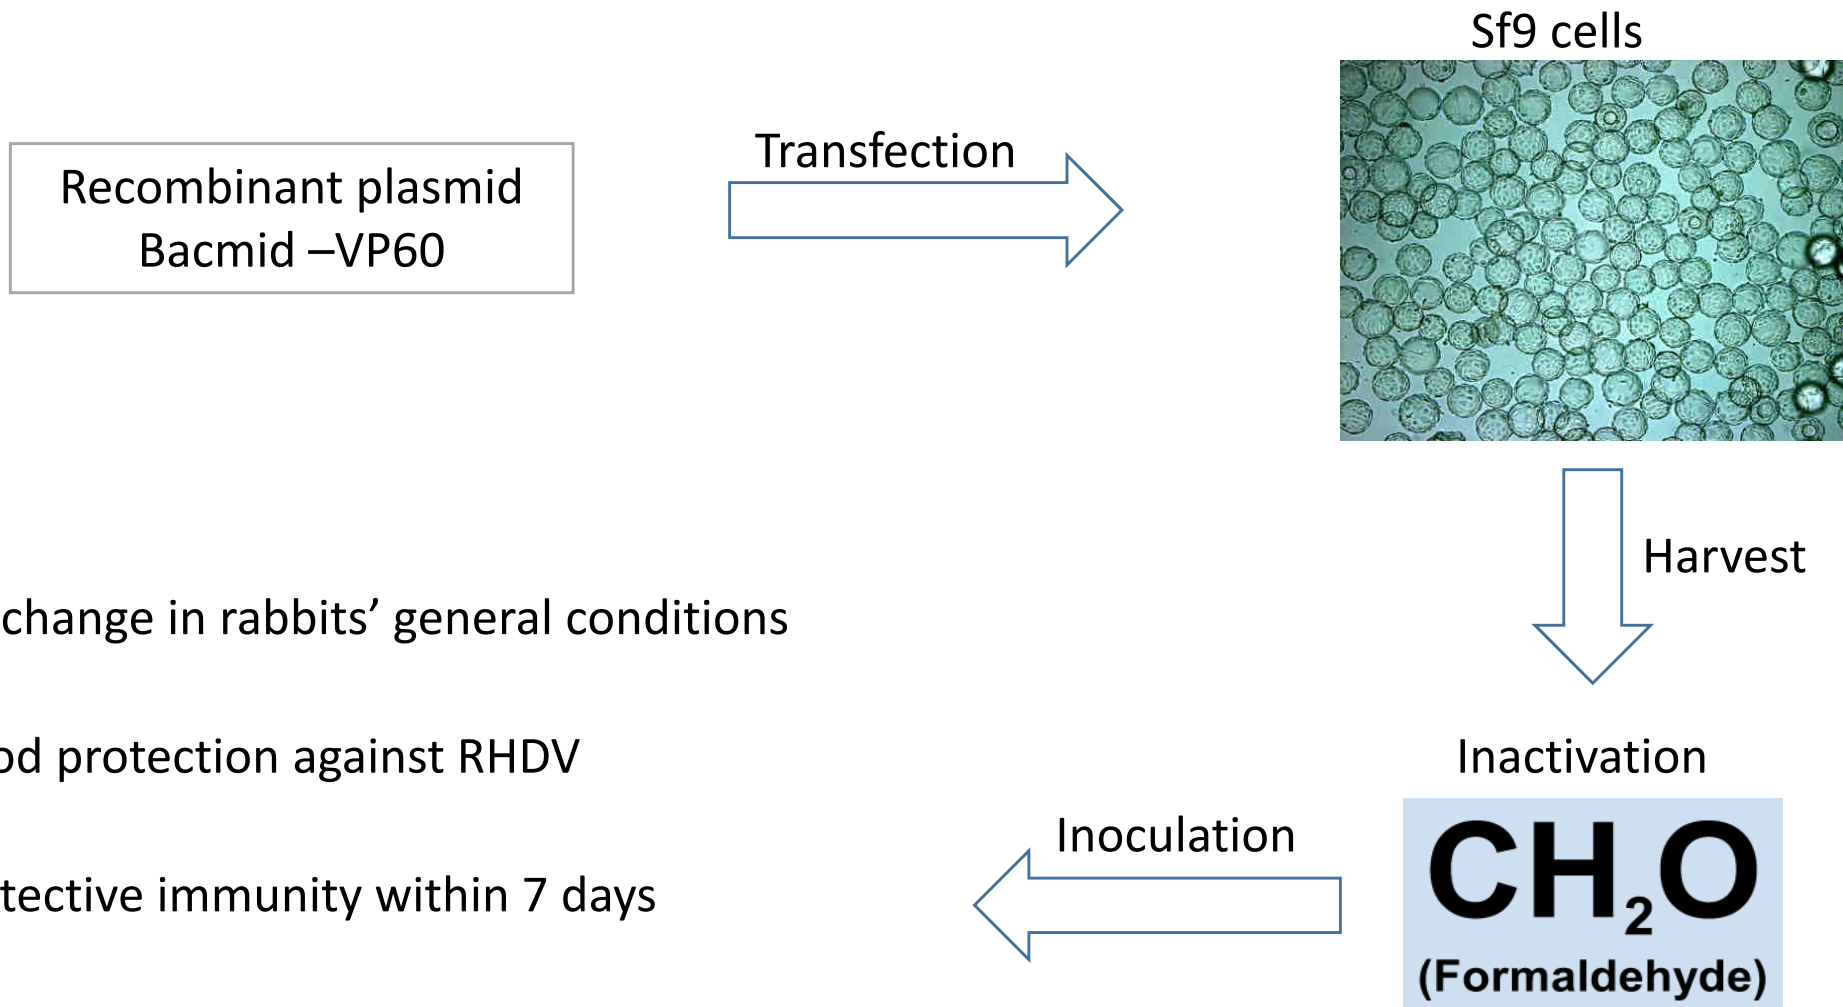 Sf9 cells
Recombinant plasmid
Bacmid –VP60
Transfection
Harvest
change in rabbits’ general conditions
protection against RHDV
immunity within 7 days
Inoculation
Inactivation
CH₂O
(Formaldehyde)